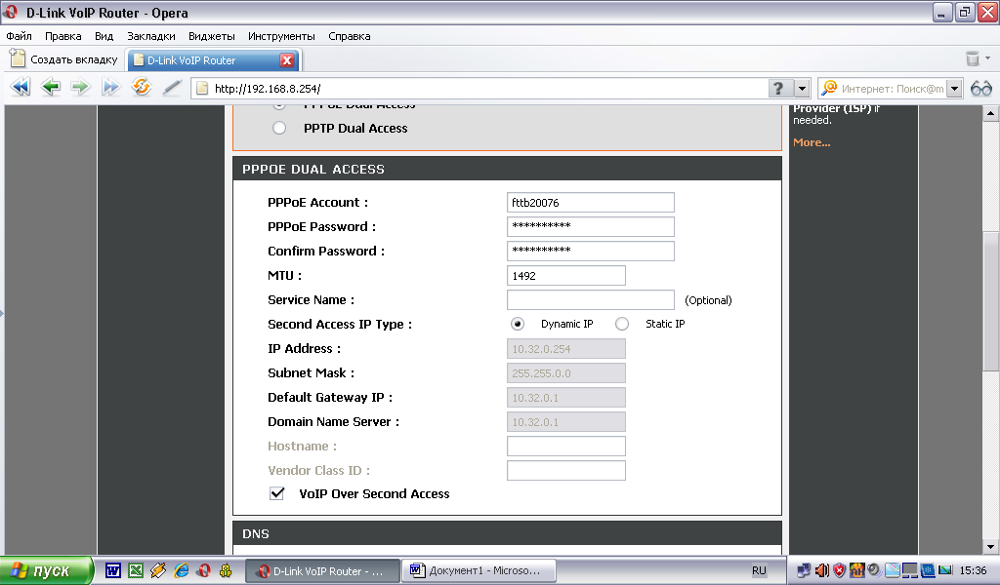 D-Link VoIP Router - Opera
Файл Правка Вид Закладки Виджеты Инструменты Справка
Создать вкладку D-Link VoIP Router
http://192.168.8.254/ ? Интернет: Поиск@m
PPPoE Dual Access
PPTP Dual Access
Provider (ISP) if
needed.
More...
PPPOE DUAL ACCESS
PPPoE Account : fttb20076
PPPoE Password : **********
Confirm Password : **********
MTU : 1492
Service Name : (Optional)
Second Access IP Type : Dynamic IP Static IP
IP Address : 10.32.0.254
Subnet Mask : 255.255.0.0
Default Gateway IP : 10.32.0.1
Domain Name Server : 10.32.0.1
Hostname :
Vendor Class ID :
VoIP Over Second Access
DNS
пуск D-Link VoIP Router - ... Документ1 - Microso... RU 15:36